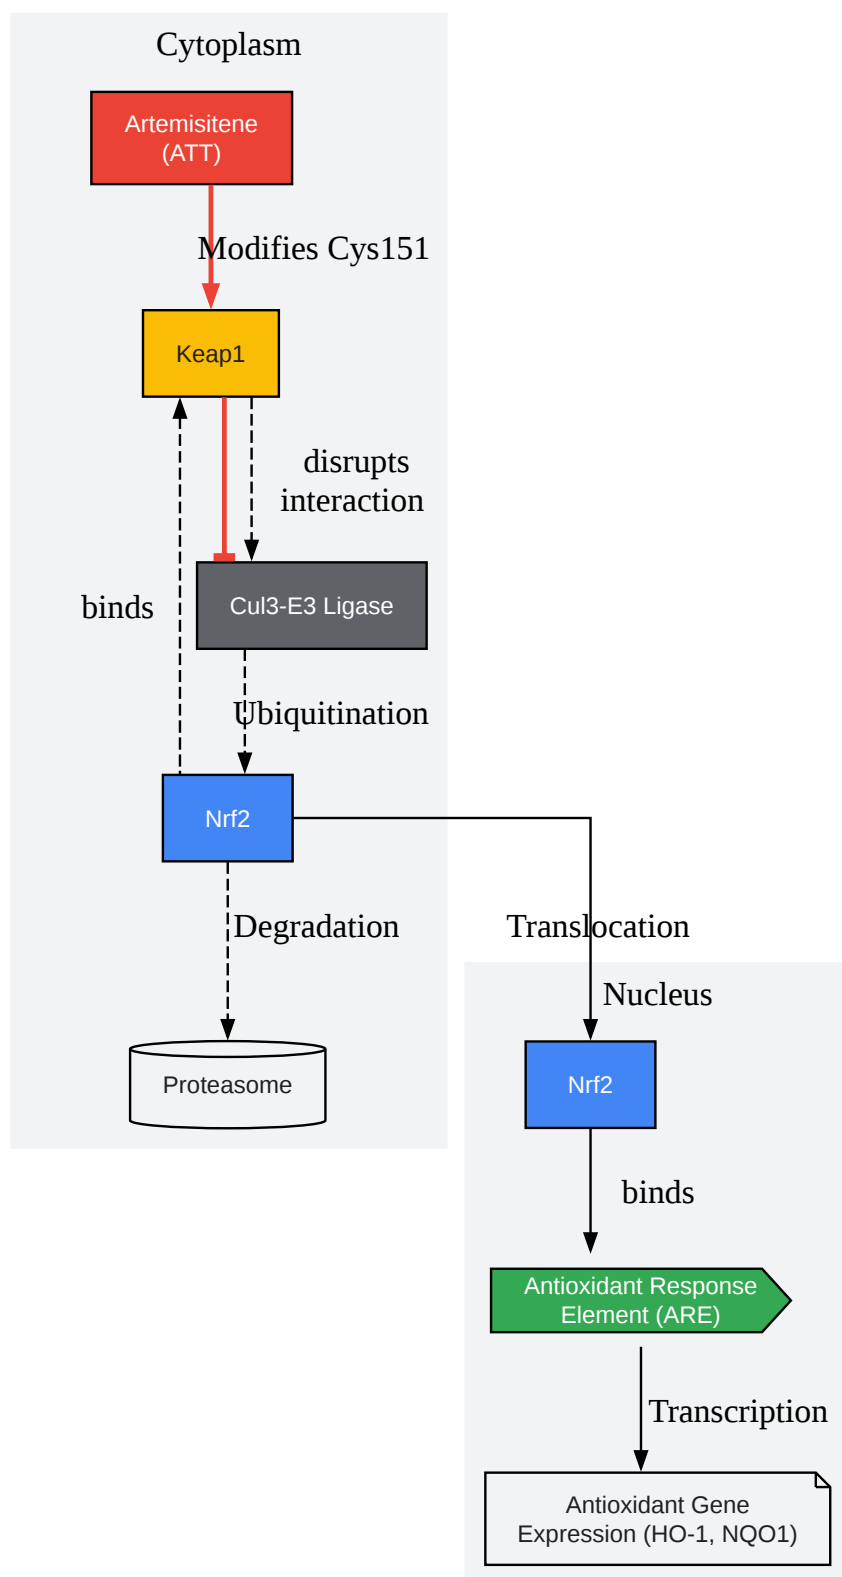 Cytoplasm
Artemisitene
(ATT)
Modifies Cys151
Keap1
disrupts
interaction
binds
Cul3-E3 Ligase
Ubiquitination
Nrf2
Degradation
Translocation
Nucleus
Proteasome
Nrf2
binds
Antioxidant Response
Element (ARE)
Transcription
Antioxidant Gene
Expression (HO-1, NQO1)